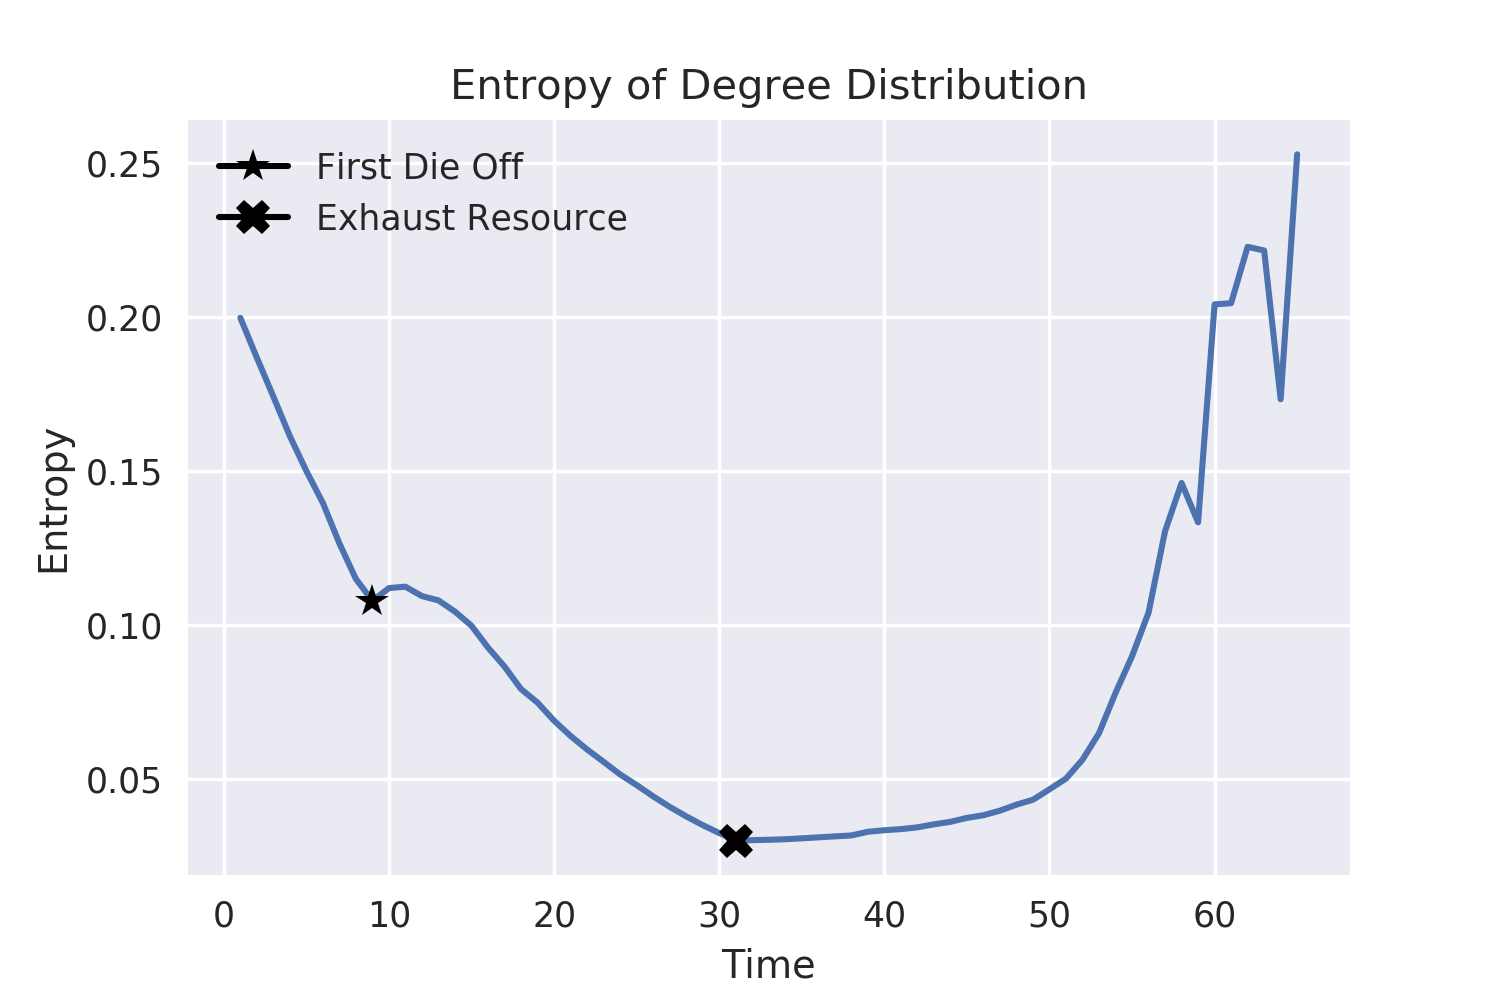 Entropy of Degree Distribution
First Die Off
Exhaust Resource
0.25
0.20
0.15
0.10
0.05
Entropy
0 10 20 30 40 50 60
Time